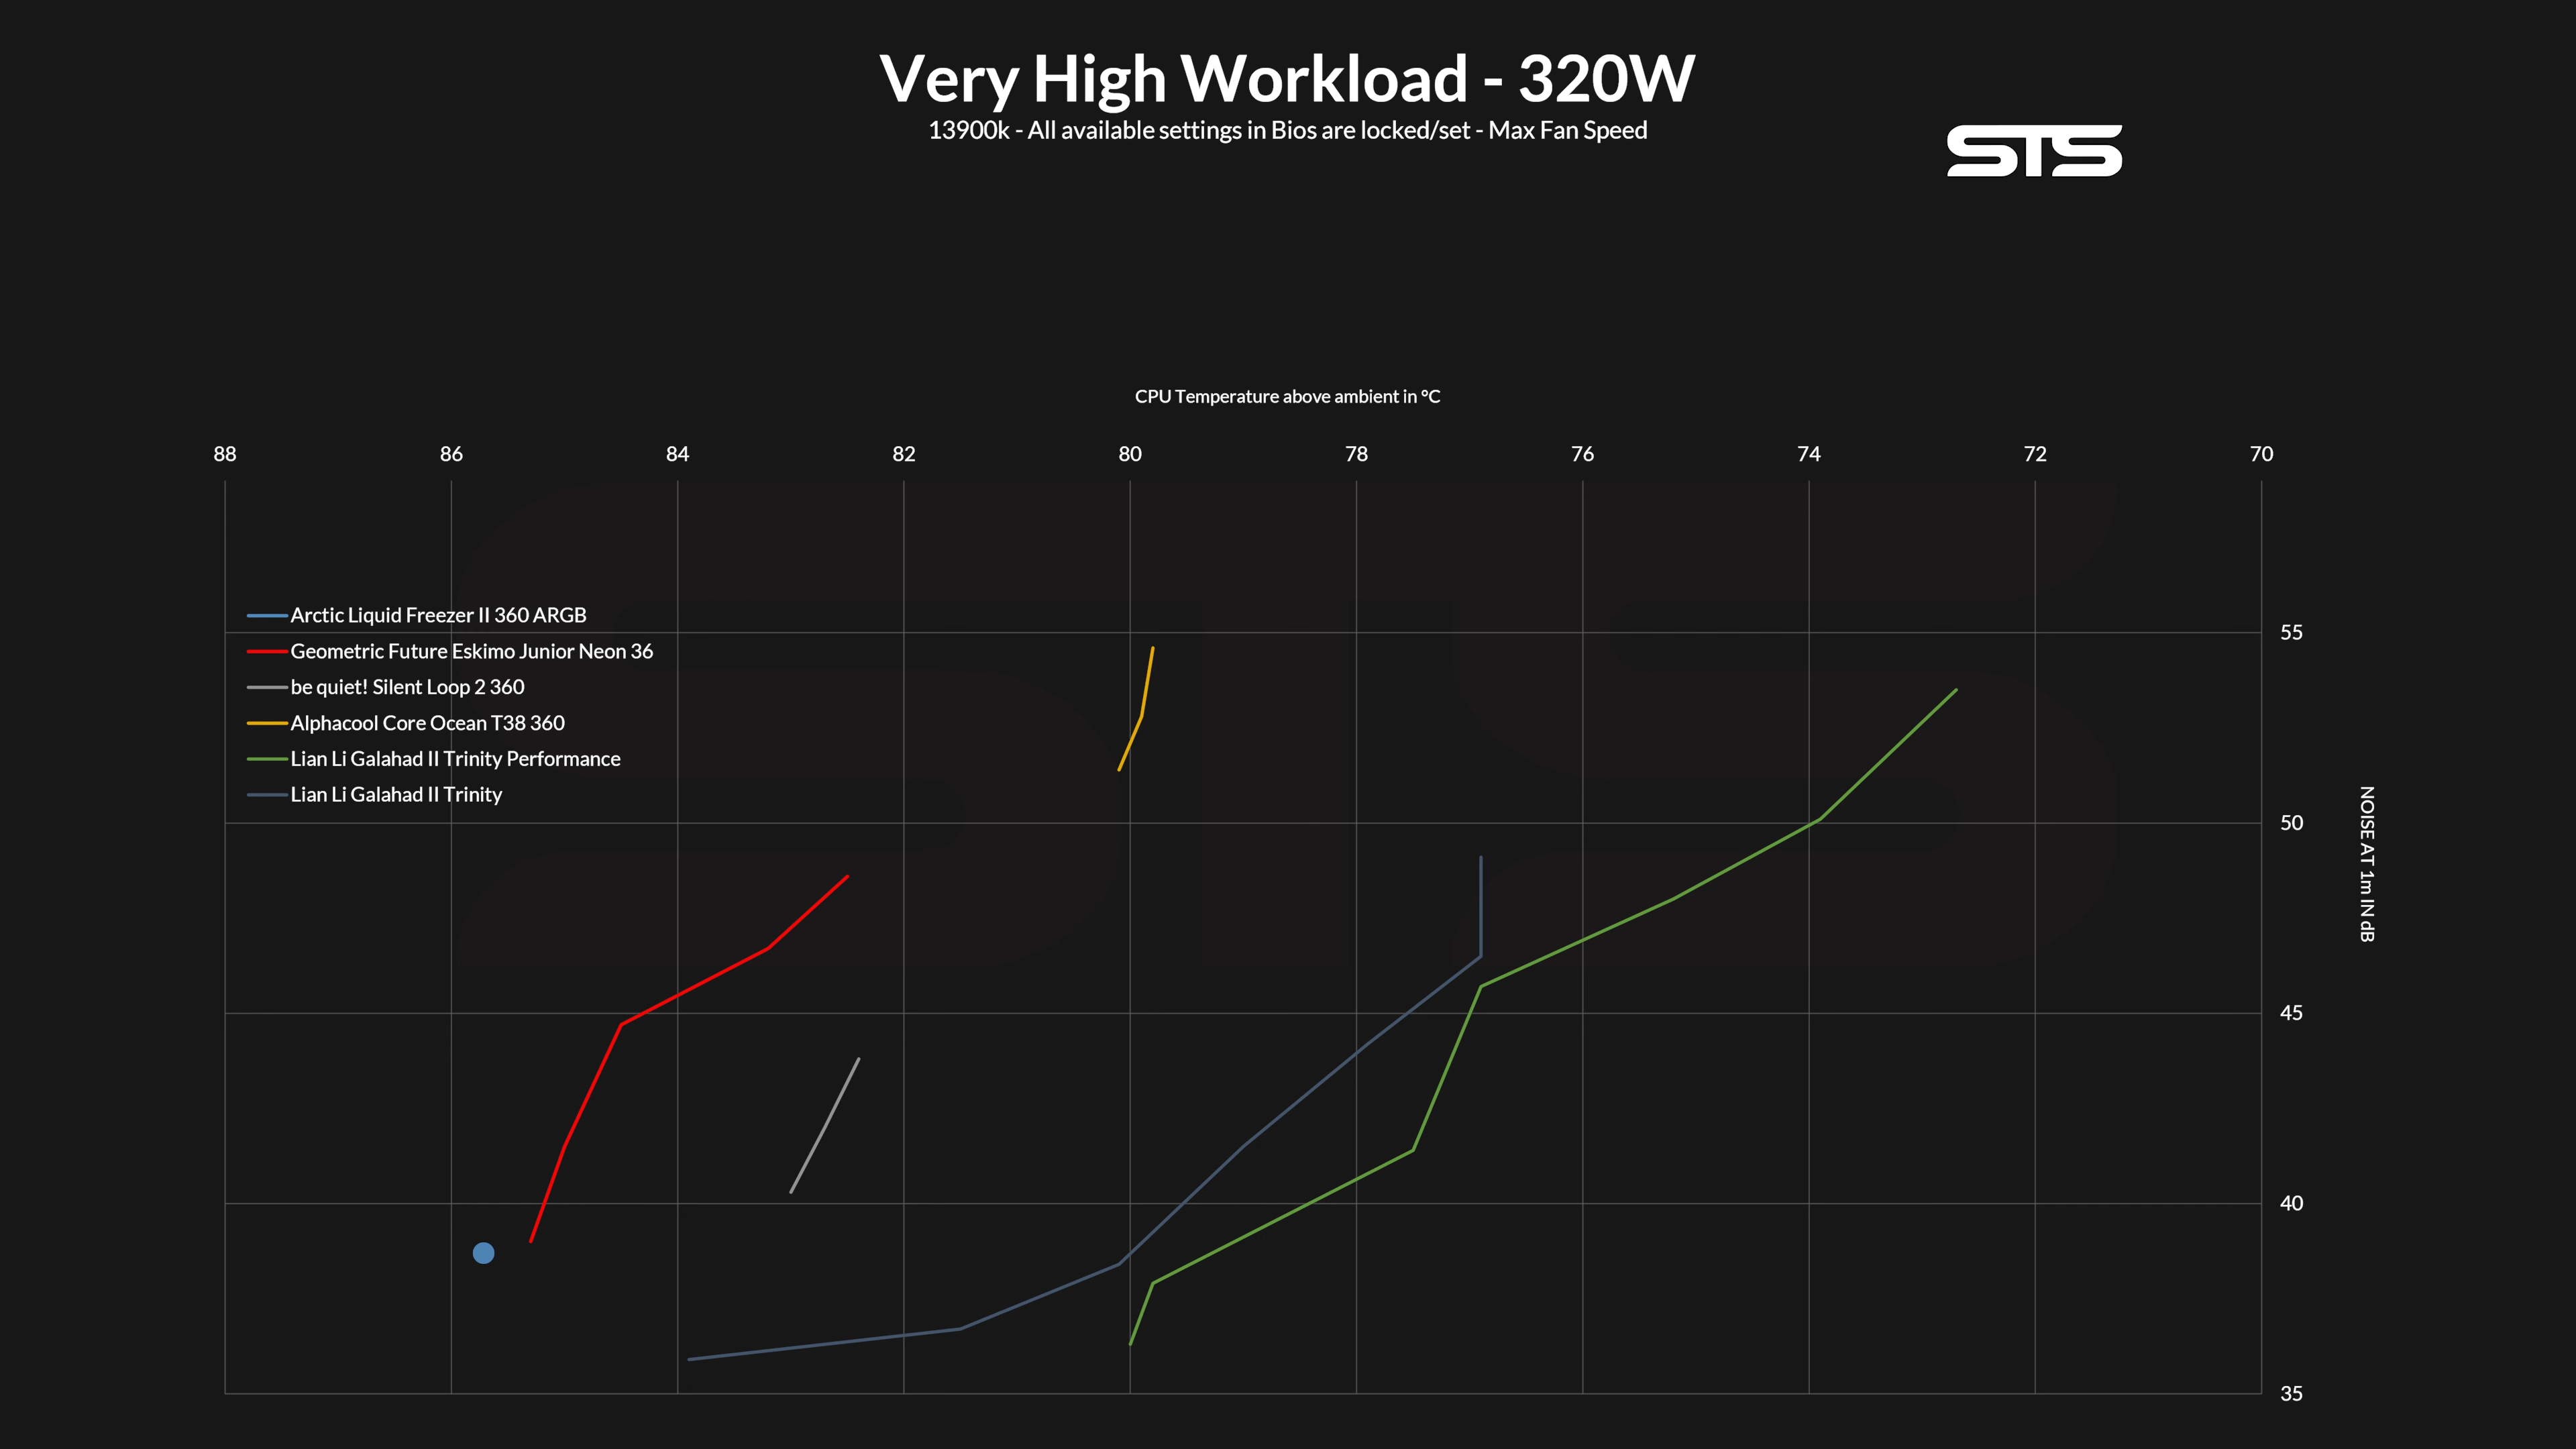 Very High Workload - 320W
13900k - All available settings in Bios are locked/set - Max Fan Speed
STS
CPU Temperature above ambient in °C
88 86 84 82 80 78 76 74 72 70
Arctic Liquid Freezer II 360 ARGB
Geometric Future Eskimo Junior Neon 36
be quiet! Silent Loop 2 360
Alphacool Core Ocean T38 360
Lian Li Galahad II Trinity Performance
Lian Li Galahad II Trinity
55
50
45
40
35
NOISE AT 1m IN dB